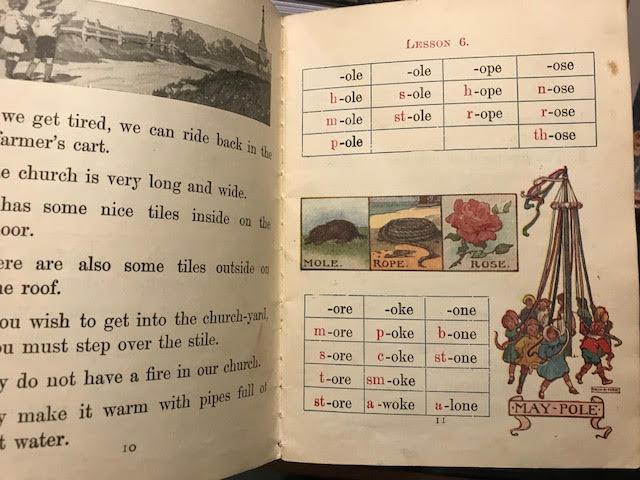 we get tired, we can ride back in the
armer's cart.
e church is very long and wide.
has some nice tiles inside on the
oor.
ere are also some tiles outside on
e roof.
ou wish to get into the church-yard,
u must step over the stile.
y do not have a fire in our church.
y make it warm with pipes full of
t water.
10
LESSON 6.
-ole -ole -ope -ose
h-ole s-ole h-ope n-ose
m-ole st-ole r-ope r-ose
p-ole th-ose
MOLE. ROPE. ROSE.
-ore -oke -one
m-ore p-oke b-one
s-ore c-oke st-one
t-ore sm-oke
st-ore a-woke a-lone
MAY-POLE
11